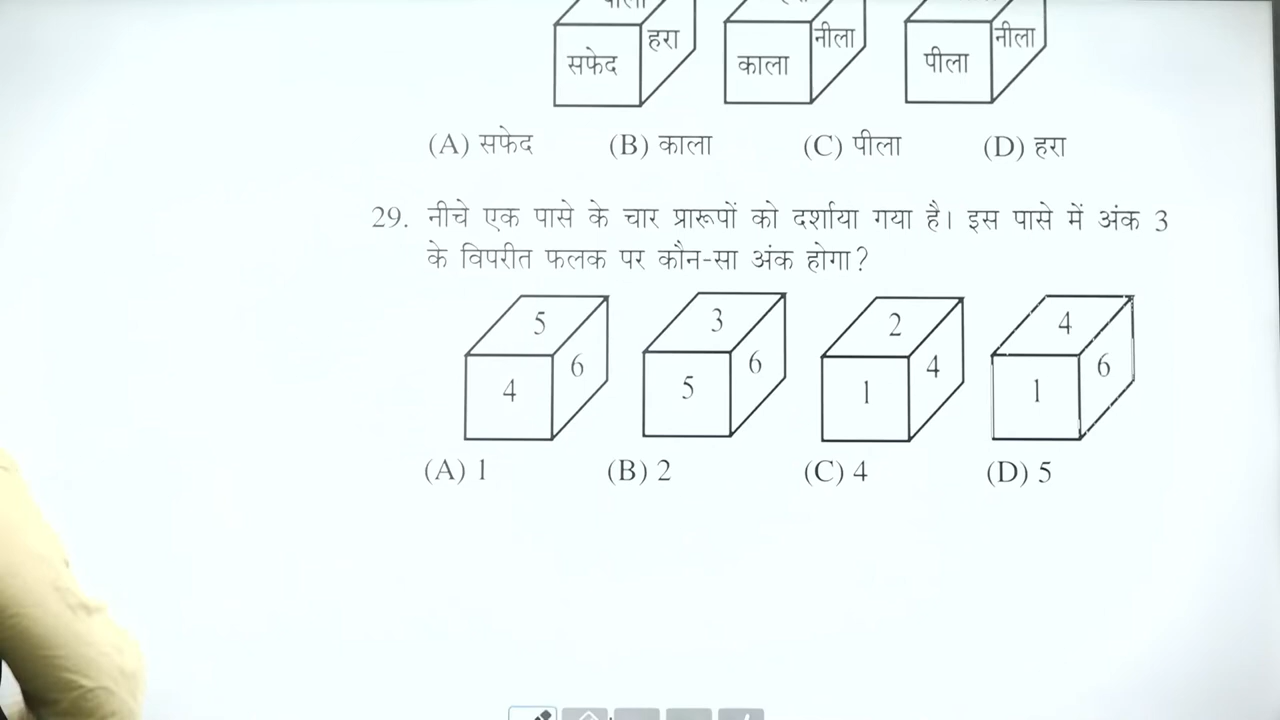 सफेद हरा काला नीला पीला नीला
(A) सफेद (B) काला (C) पीला (D) हरा
29. नीचे एक पासे के चार प्रारूपों को दर्शाया गया है। इस पासे में अंक 3
के विपरीत फलक पर कौन-सा अंक होगा?
5 3 2 4
4 6 5 6 1 4 1 6
(A) 1 (B) 2 (C) 4 (D) 5